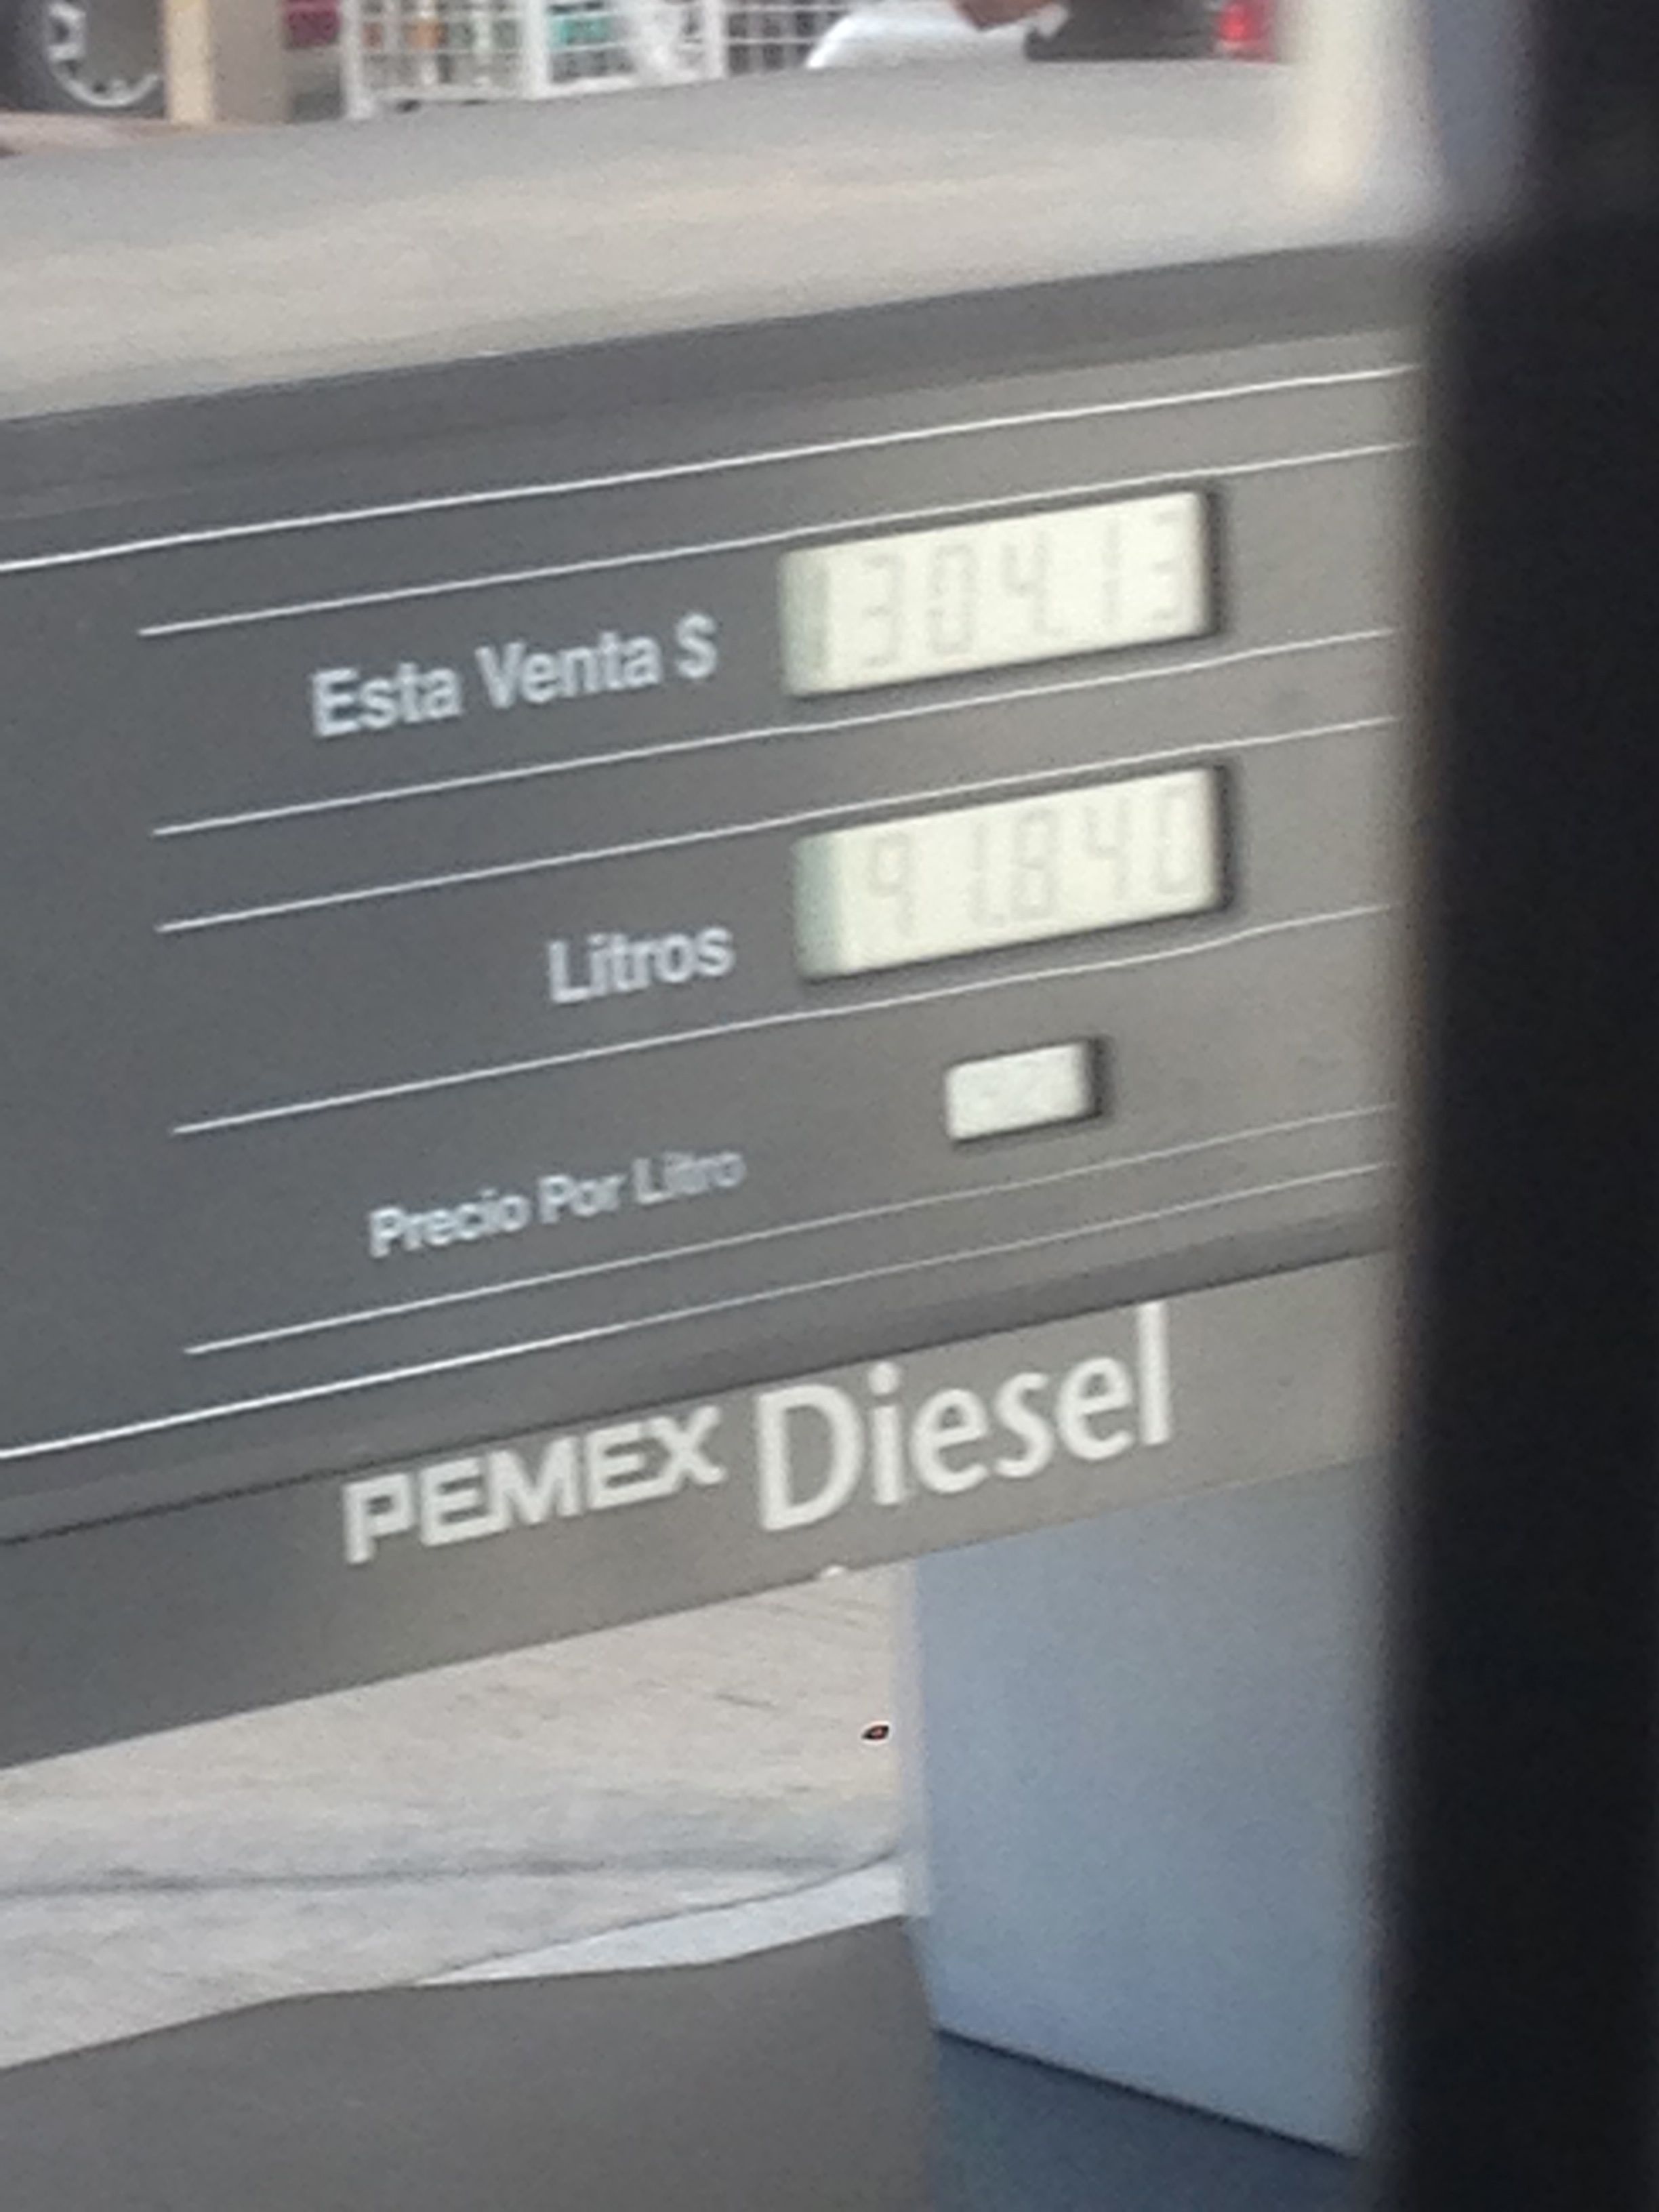 Esta Venta $ 1304.13
Litros 91.840
Precio Por Litro
PEMEX Diesel